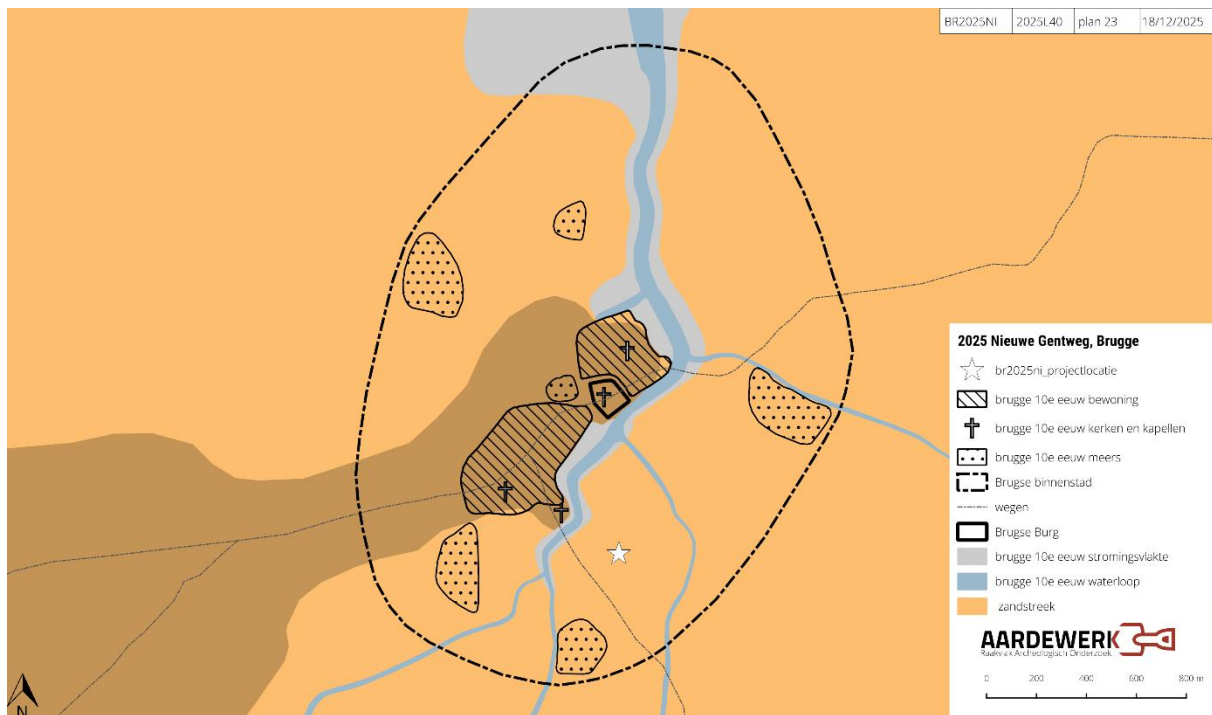 BR2025NI 2025L40 plan 23 18/12/2025
2025 Nieuwe Gentweg, Brugge
br2025ni_projectlocatie
brugge 10e eeuw bewoning
brugge 10e eeuw kerken en kapellen
brugge 10e eeuw meers
Brugse binnenstad
wegen
Brugse Burg
brugge 10e eeuw stromingsvlakte
brugge 10e eeuw waterloop
zandstreek
AARDEWERK
Raakvlak Archeologisch Onderzoek
0 200 400 600 800 m
N